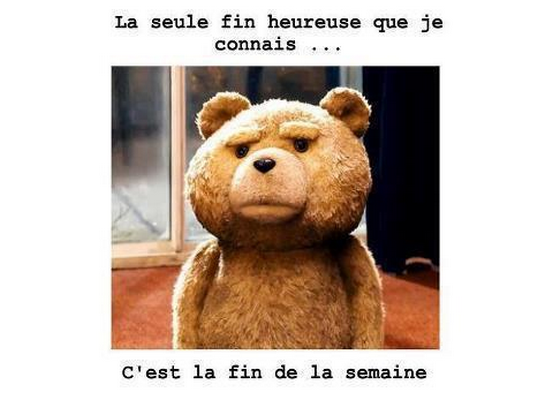 La seule fin heureuse que je
connais ...
C'est la fin de la semaine